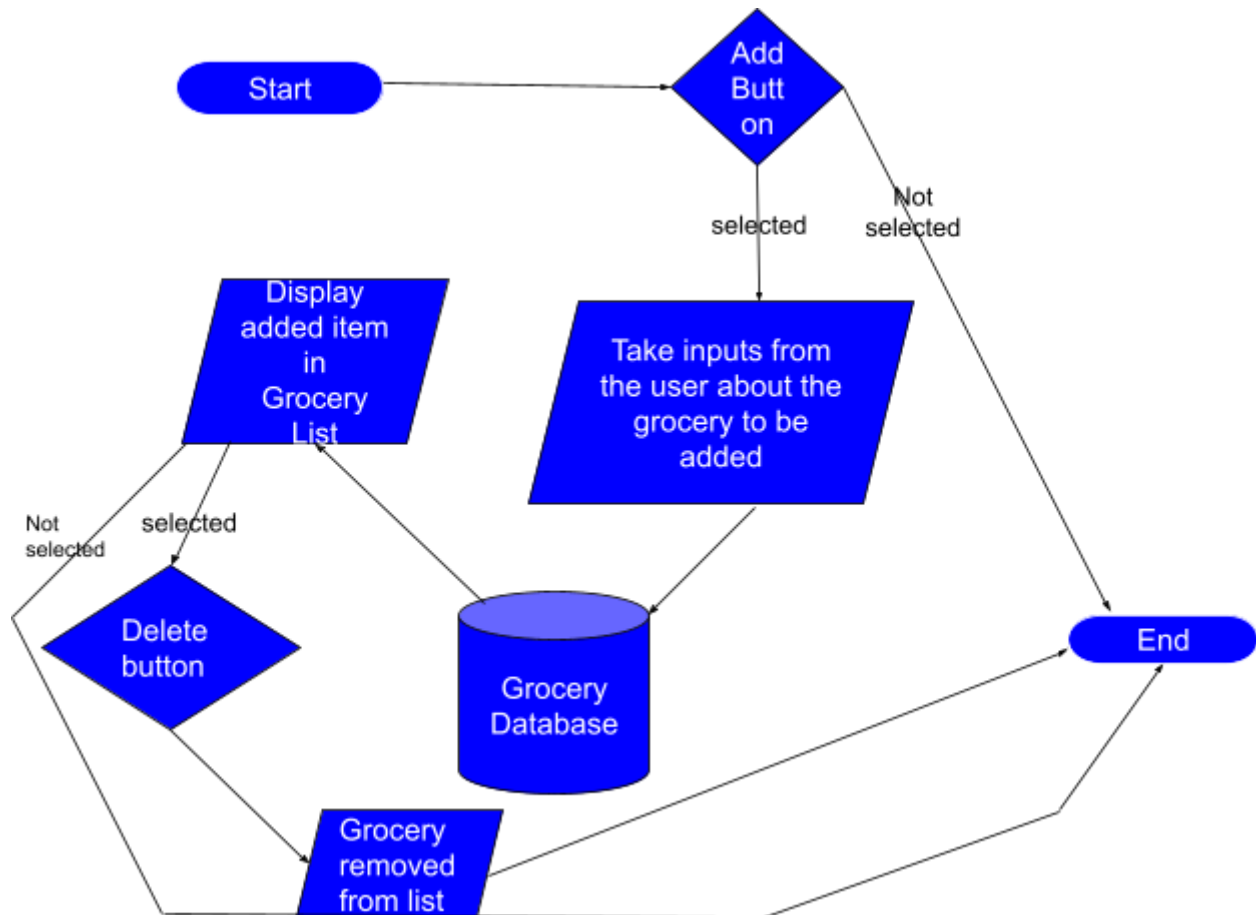 Start
Add
Butt
on
selected
Not
selected
Display
added item
in
Grocery
List
Take inputs from
the user about the
grocery to be
added
Not
selected
selected
Delete
button
Grocery
Database
End
Grocery
removed
from list